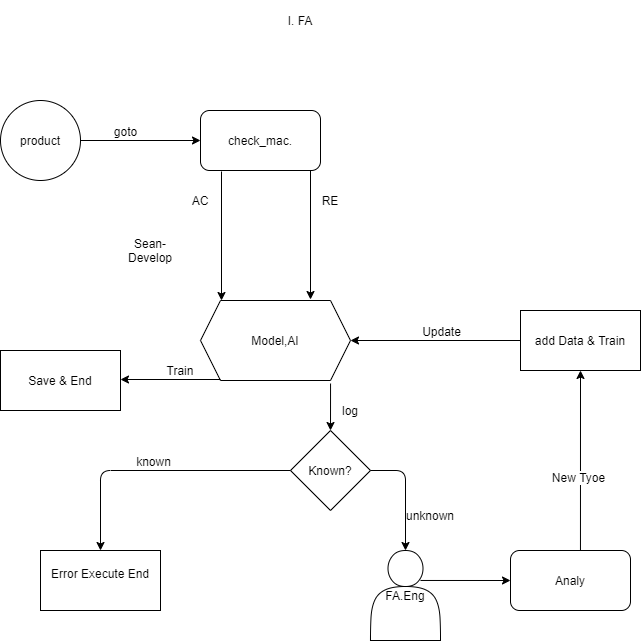 I. FA
product
goto
check_mac.
AC
RE
Sean-
Develop
Model,AI
Update
add Data & Train
Train
Save & End
log
Known?
known
unknown
New Tyoe
Error Execute End
FA.Eng
Analy